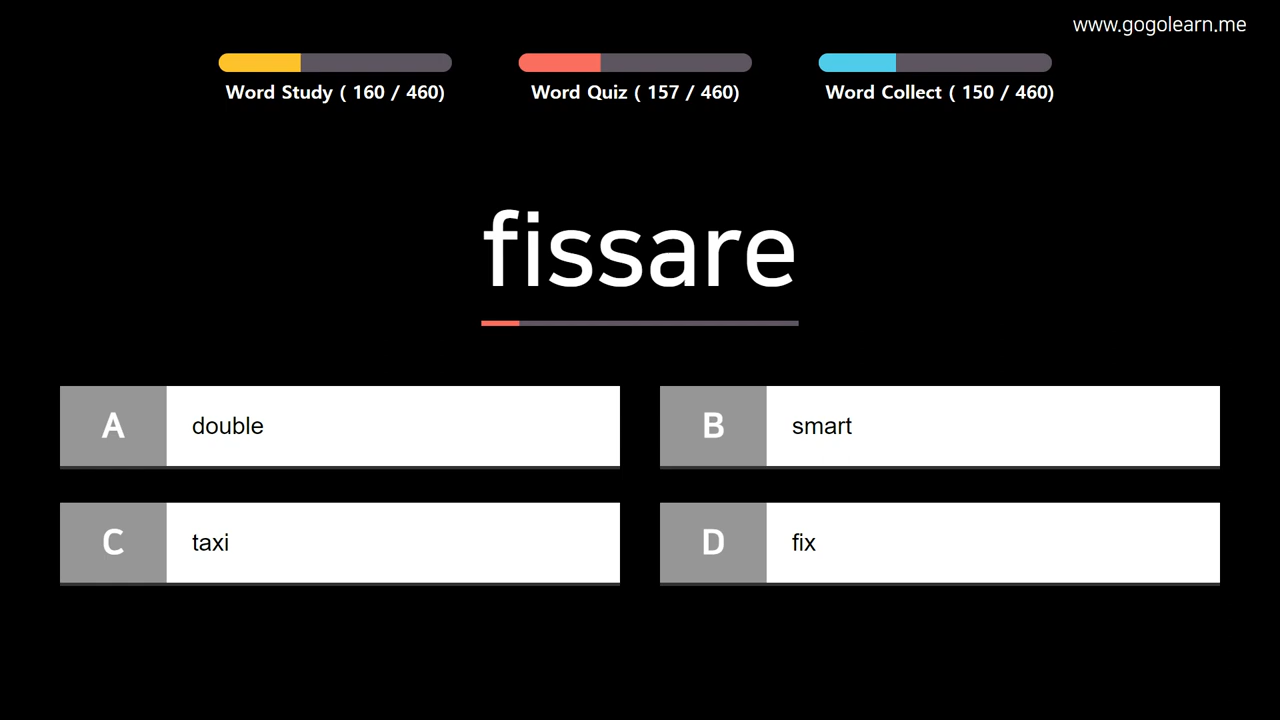 www.gogolearn.me
Word Study ( 160 / 460)
Word Quiz ( 157 / 460)
Word Collect ( 150 / 460)
fissare
A double
B smart
C taxi
D fix